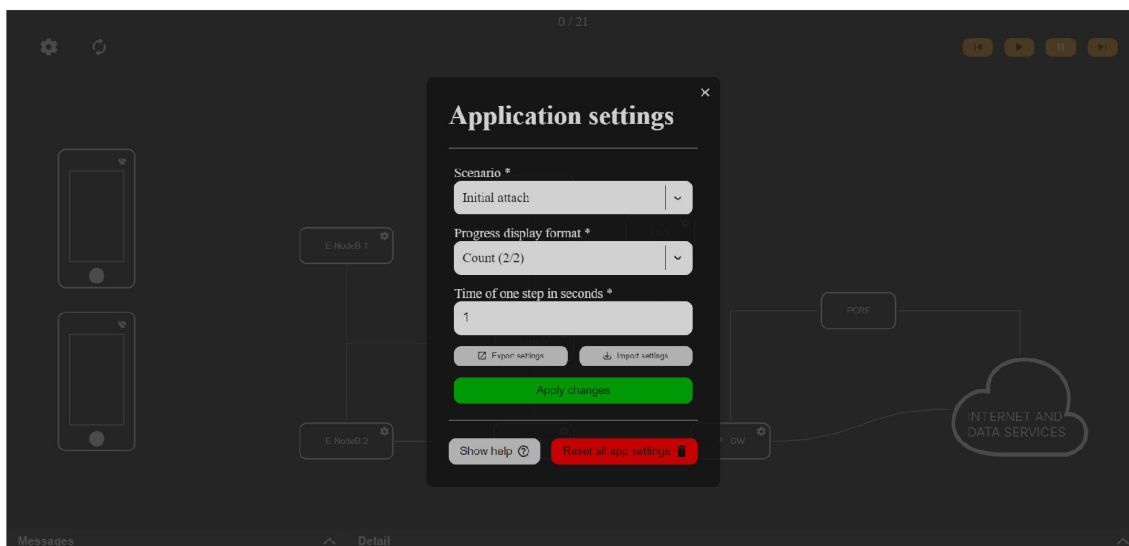 0 / 21
Application settings
Scenario *
Initial attach
Progress display format *
Count (2/2)
Time of one step in seconds *
1
Export settings
Import settings
Apply changes
Show help
Reset all app settings
E-NodeB 1
E-NodeB 2
PCRF
GW
INTERNET AND
DATA SERVICES
Messages
Detail